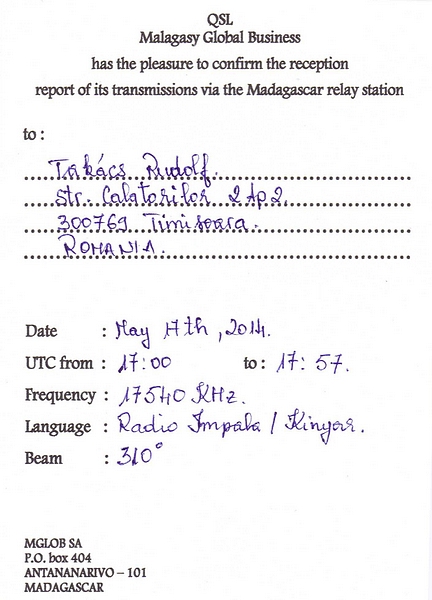 QSL
Malagasy Global Business
has the pleasure to confirm the reception
report of its transmissions via the Madagascar relay station
to :
Takács Rudolf.
Str. Calatorilor 2 Ap 2.
300769 Timisoara.
ROMANIA.
Date : May 17th, 2014.
UTC from : 17:00 to : 17:57.
Frequency : 17540 KHz.
Language : Radio Impala / Kinyar.
Beam : 310°
MGLOB SA
P.O. box 404
ANTANANARIVO – 101
MADAGASCAR